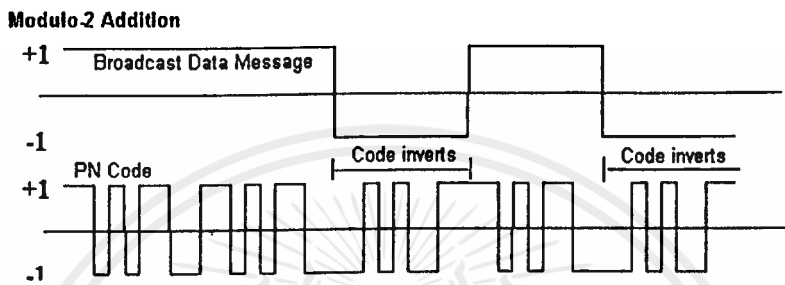 Modulo-2 Addition
+1
Broadcast Data Message
-1
Code inverts
Code inverts
PN Code
+1
-1